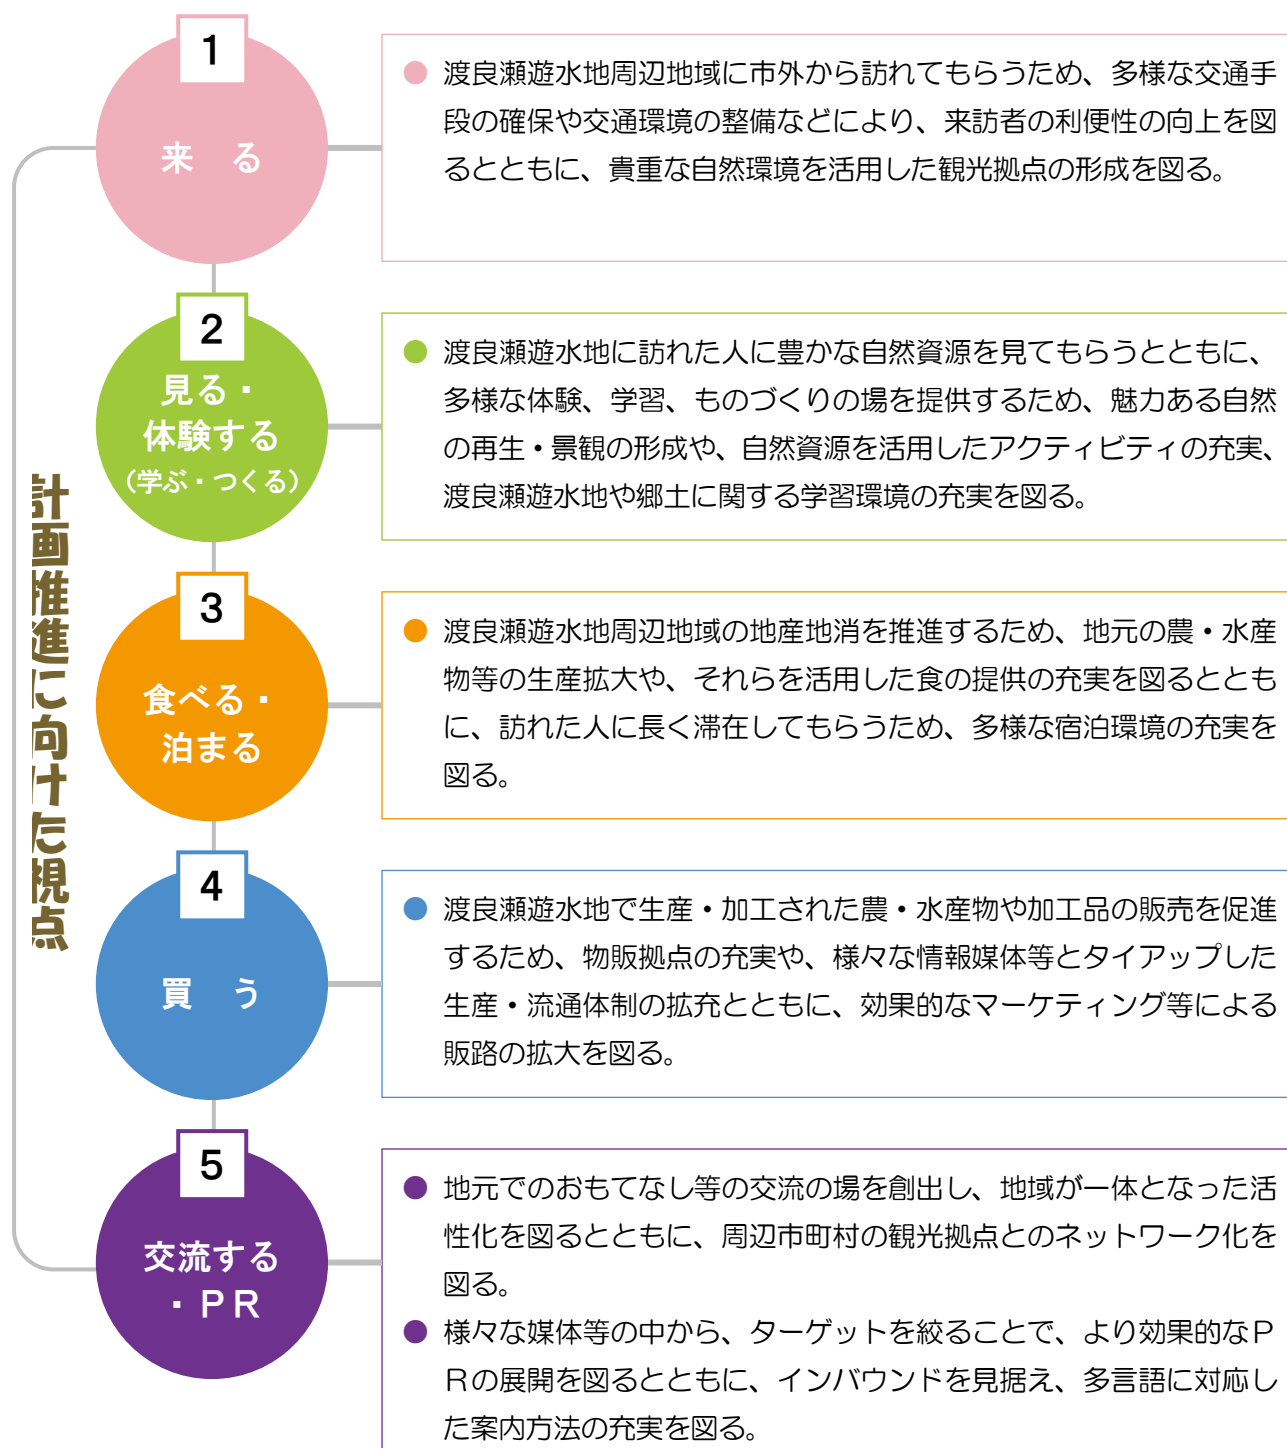 計画推進に向けた視点
1
来　る
● 渡良瀬遊水地周辺地域に市外から訪れてもらうため、多様な交通手
段の確保や交通環境の整備などにより、来訪者の利便性の向上を図
るとともに、貴重な自然環境を活用した観光拠点の形成を図る。
2
見る・
体験する
（学ぶ・つくる）
● 渡良瀬遊水地に訪れた人に豊かな自然資源を見てもらうとともに、
多様な体験、学習、ものづくりの場を提供するため、魅力ある自然
の再生・景観の形成や、自然資源を活用したアクティビティの充実、
渡良瀬遊水地や郷土に関する学習環境の充実を図る。
3
食べる・
泊まる
● 渡良瀬遊水地周辺地域の地産地消を推進するため、地元の農・水産
物等の生産拡大や、それらを活用した食の提供の充実を図るととも
に、訪れた人に長く滞在してもらうため、多様な宿泊環境の充実を
図る。
4
買　う
● 渡良瀬遊水地で生産・加工された農・水産物や加工品の販売を促進
するため、物販拠点の充実や、様々な情報媒体等とタイアップした
生産・流通体制の拡充とともに、効果的なマーケティング等による
販路の拡大を図る。
5
交流する
・ＰＲ
● 地元でのおもてなし等の交流の場を創出し、地域が一体となった活
性化を図るとともに、周辺市町村の観光拠点とのネットワーク化を
図る。
● 様々な媒体等の中から、ターゲットを絞ることで、より効果的なＰ
Ｒの展開を図るとともに、インバウンドを見据え、多言語に対応し
た案内方法の充実を図る。